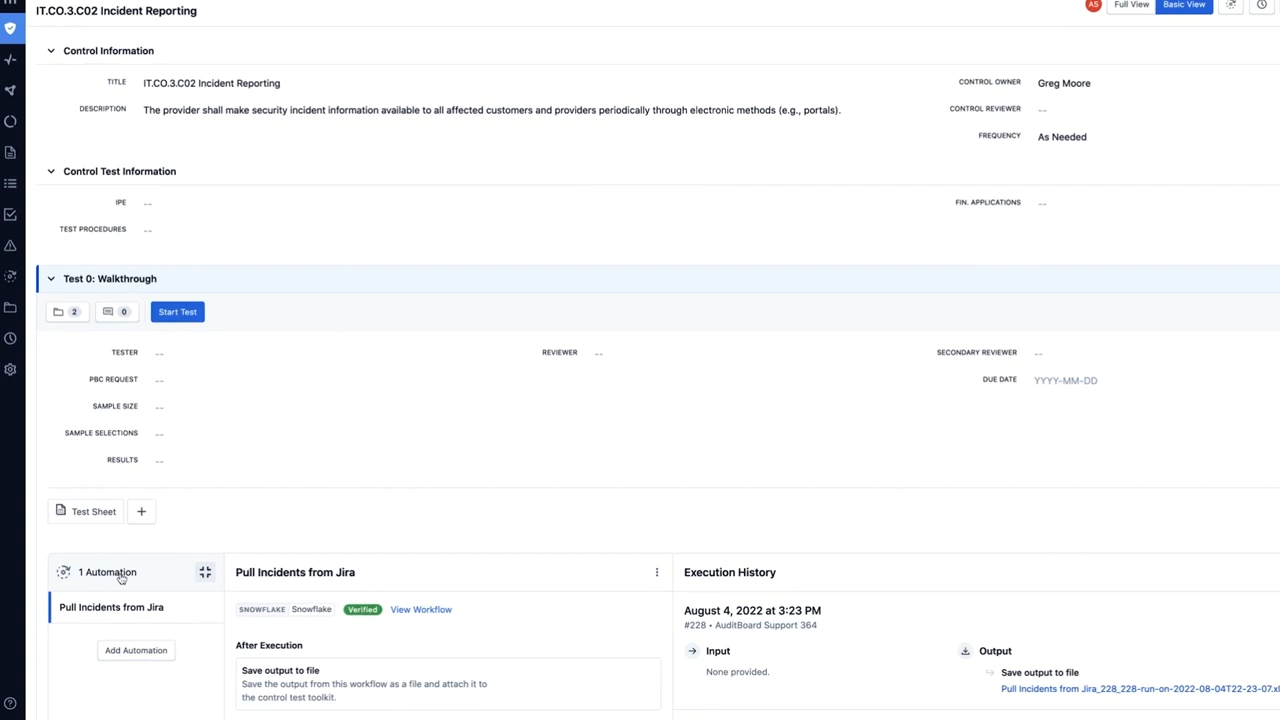 IT.CO.3.C02 Incident Reporting
AS Full View Basic View
Control Information
TITLE IT.CO.3.C02 Incident Reporting
CONTROL OWNER Greg Moore
DESCRIPTION The provider shall make security incident information available to all affected customers and providers periodically through electronic methods (e.g., portals).
CONTROL REVIEWER --
FREQUENCY As Needed
Control Test Information
IPE --
FIN. APPLICATIONS --
TEST PROCEDURES --
Test 0: Walkthrough
2 0 Start Test
TESTER -- REVIEWER -- SECONDARY REVIEWER --
PBC REQUEST -- DUE DATE YYYY-MM-DD
SAMPLE SIZE --
SAMPLE SELECTIONS --
RESULTS --
Test Sheet +
1 Automation
Pull Incidents from Jira
Add Automation
Pull Incidents from Jira
SNOWFLAKE Snowflake Verified View Workflow
After Execution
Save output to file
Save the output from this workflow as a file and attach it to
the control test toolkit.
Execution History
August 4, 2022 at 3:23 PM
#228 • AuditBoard Support 364
Input
None provided.
Output
Save output to file
Pull Incidents from Jira_228_228-run-on-2022-08-04T22-23-07.xl